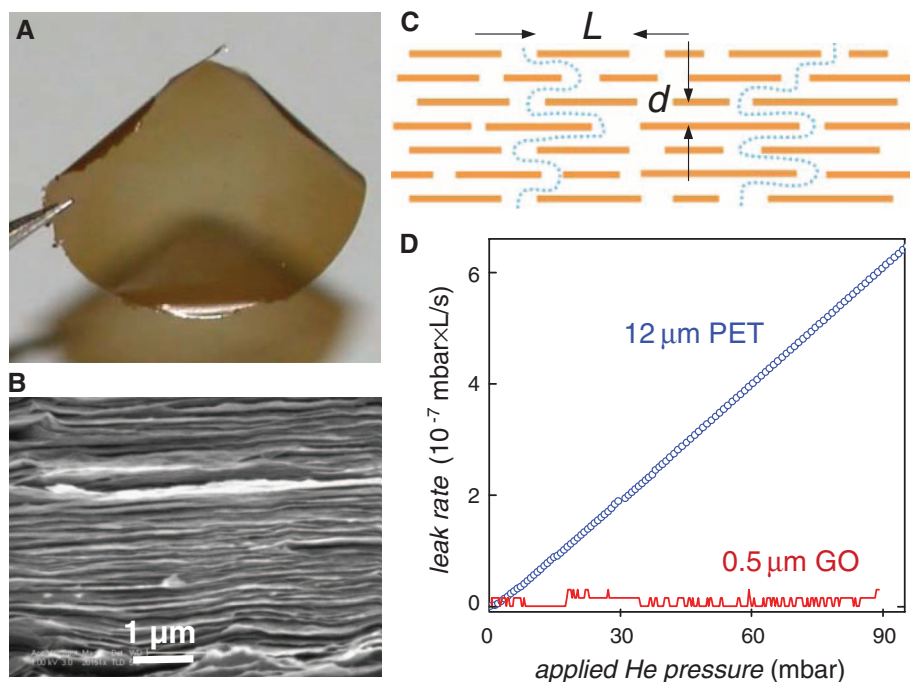 A
B
1 µm
C
L
d
D
6
4
2
0
0
30
60
90
leak rate (10⁻⁷ mbar×L/s)
12 µm PET
0.5 µm GO
applied He pressure (mbar)